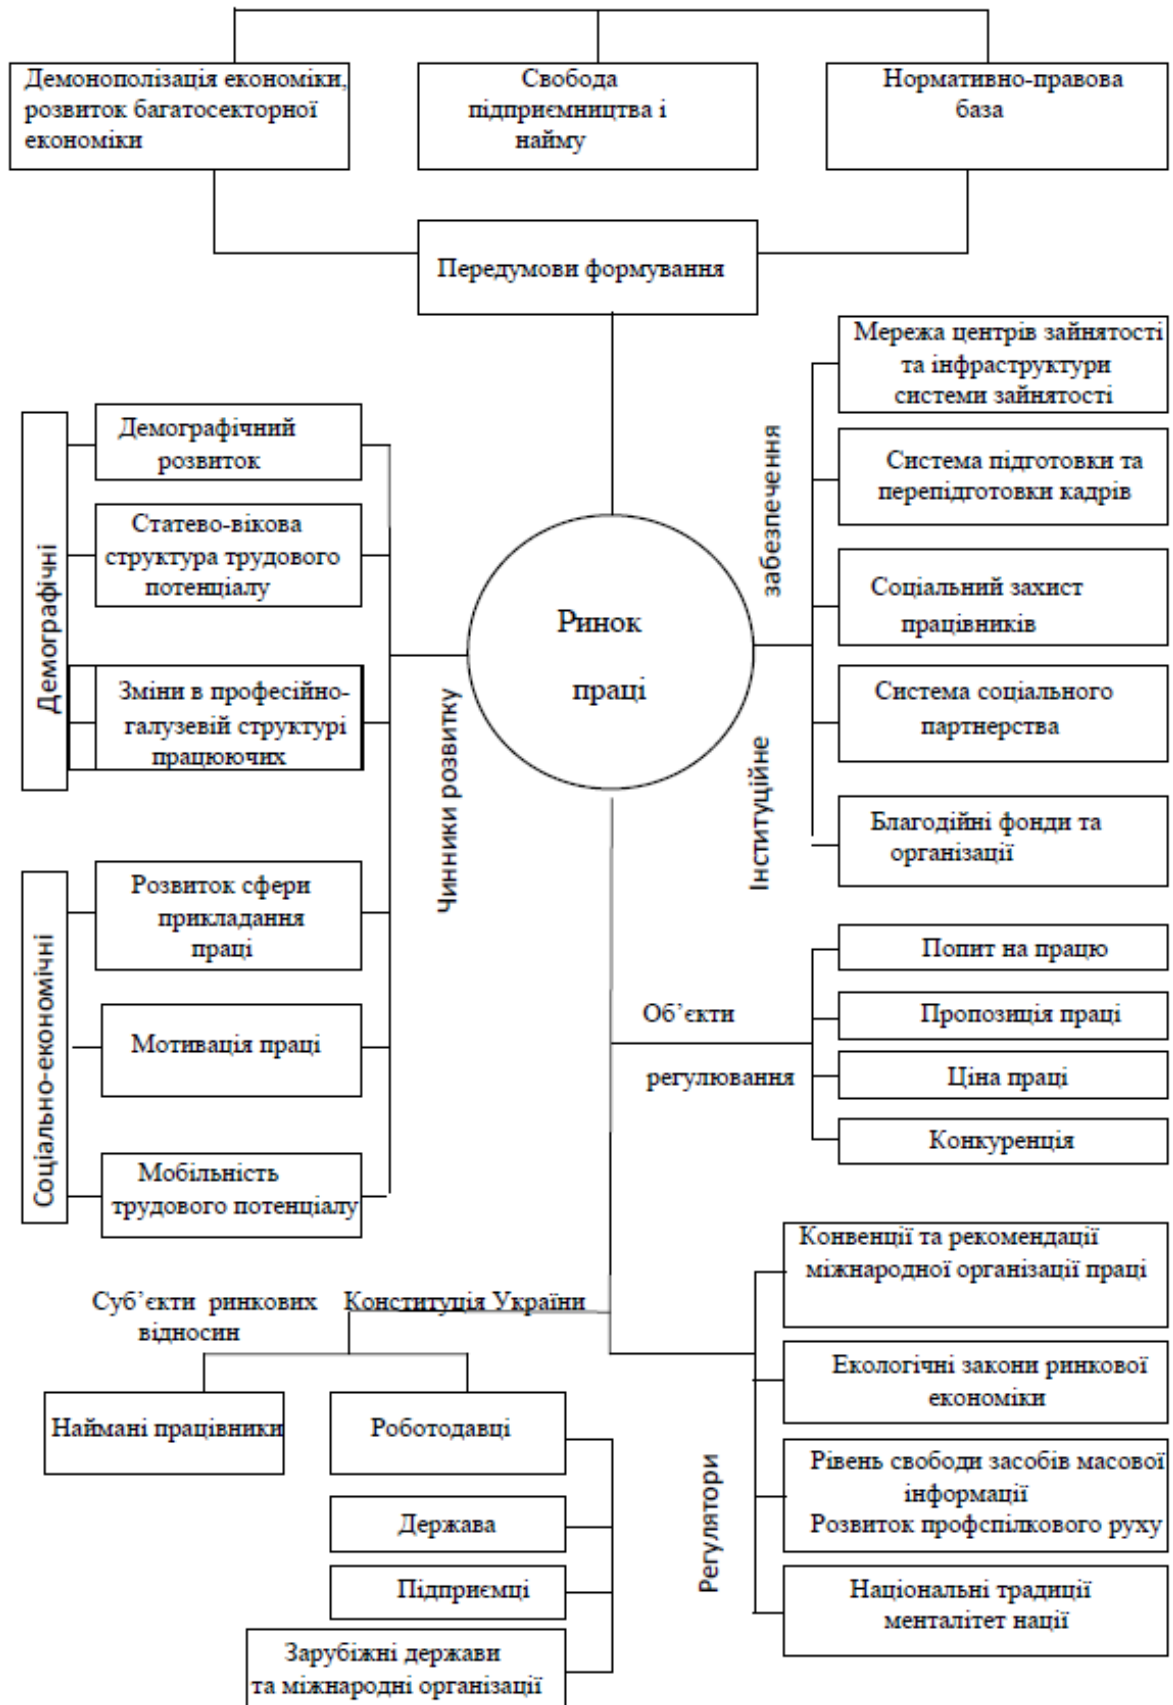 Демонополізація економіки,
розвиток багатосекторної
економіки
Свобода
підприємництва і
найму
Нормативно-правова
база
Передумови формування
Демографічні
Демографічний
розвиток
Статево-вікова
структура трудового
потенціалу
Зміни в професійно-
галузевій структурі
працюючих
Соціально-економічні
Розвиток сфери
прикладання
праці
Мотивація праці
Мобільність
трудового потенціалу
Чинники розвитку
Ринок
праці
Інституційне
забезпечення
Мережа центрів зайнятості
та інфраструктури
системи зайнятості
Система підготовки та
перепідготовки кадрів
Соціальний захист
працівників
Система соціального
партнерства
Благодійні фонди та
організації
Об’єкти
регулювання
Попит на працю
Пропозиція праці
Ціна праці
Конкуренція
Суб’єкти ринкових
відносин
Конституція України
Наймані працівники
Роботодавці
Держава
Підприємці
Зарубіжні держави
та міжнародні організації
Регулятори
Конвенції та рекомендації
міжнародної організації праці
Екологічні закони ринкової
економіки
Рівень свободи засобів масової
інформації
Розвиток профспілкового руху
Національні традиції
менталітет нації